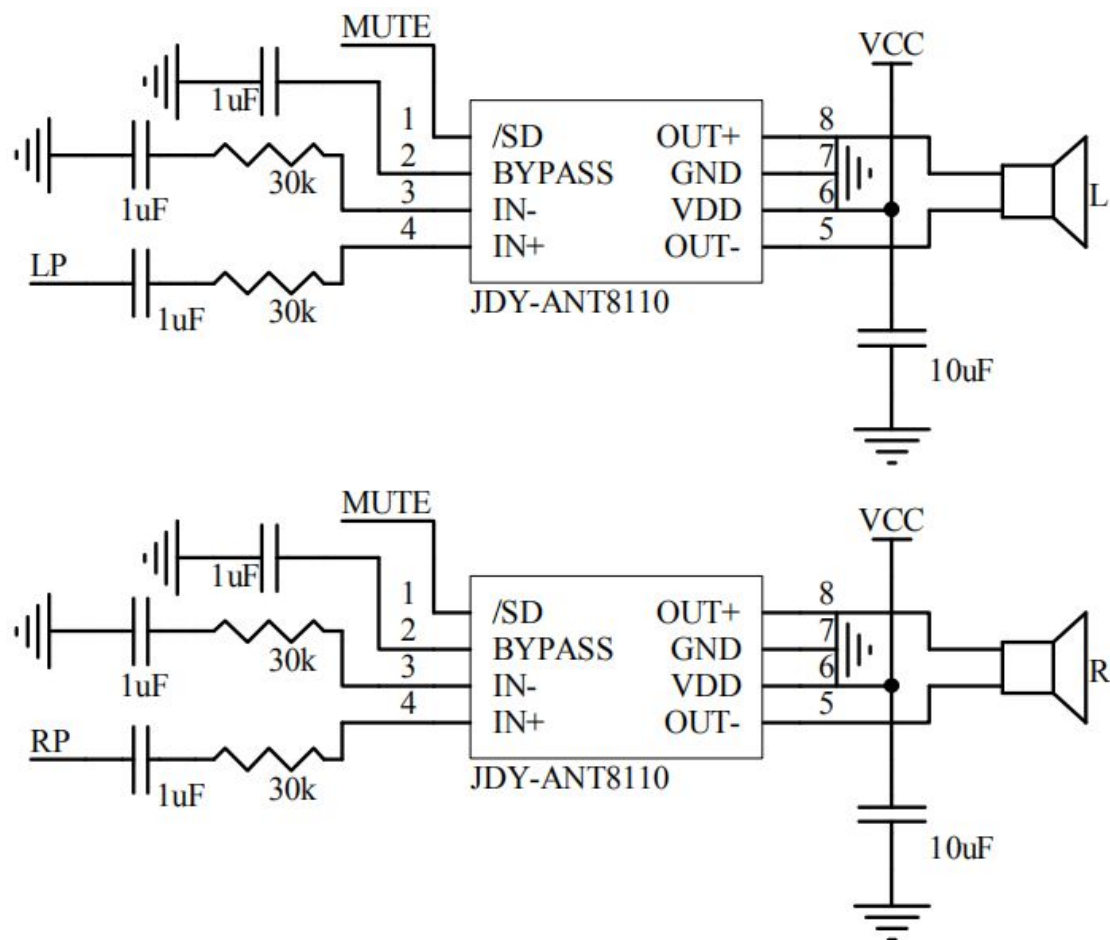 MUTE
VCC
1uF
1
/SD
OUT+
8
2
BYPASS
GND
7
30k
1uF
3
IN-
VDD
6
L
4
IN+
OUT-
5
LP
1uF
30k
JDY-ANT8110
10uF
MUTE
VCC
1uF
1
/SD
OUT+
8
2
BYPASS
GND
7
30k
1uF
3
IN-
VDD
6
R
4
IN+
OUT-
5
RP
1uF
30k
JDY-ANT8110
10uF